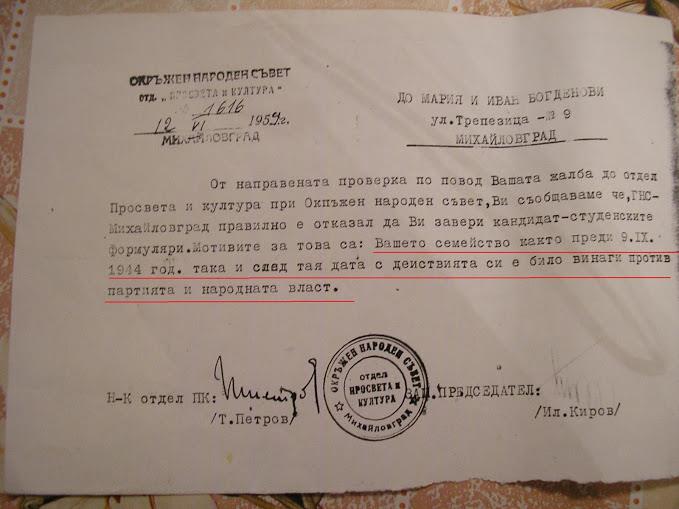 ОКРЪЖЕН НАРОДЕН СЪВЕТ
ОТД. „ПРОСВЕТА И КУЛТУРА"
1616
12 VI 1959г.
МИХАЙЛОВГРАД
ДО МАРИЯ И ИВАН БОГДЕНОВИ
ул.Трепезица -№ 9
МИХАЙЛОВГРАД
От направената проверка по повод Вашата жалба до отдел
Просвета и култура при Окпъжен народен съвет,Ви съобщаваме че,ГНС-
Михайловград правилно е отказал да Ви завери кандидат-студенските
формуляри.Мотивите за това са: Вашето семейство както преди 9.IX.
1944 год. така и след тая дата с действията си е било винаги против
партията и народната власт.
Н-К отдел ПК:
ЗАМ.ПРЕДСЕДАТЕЛ:
/Т.Петров/
/Ил.Киров/
ОКРЪЖЕН НАРОДЕН СЪВЕТ
ОТДЕЛ
ПРОСВЕТА И
КУЛТУРА
Михайловград